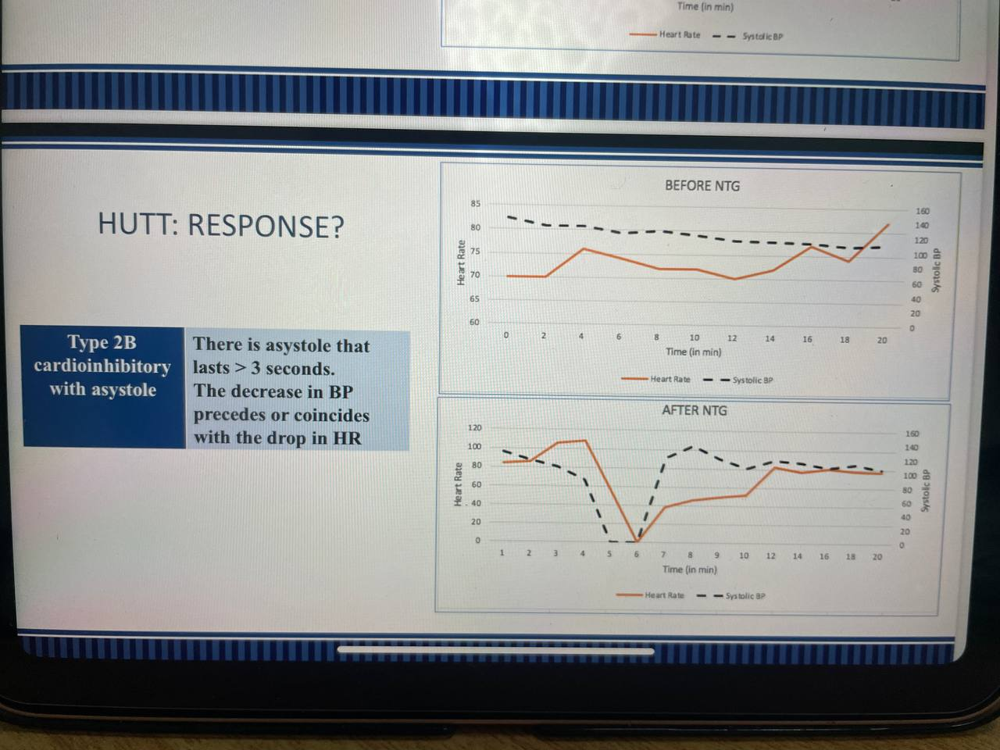 Time (in min)
Heart Rate
Systolic BP
HUTT: RESPONSE?
Type 2B
cardioinhibitory
with asystole
There is asystole that
lasts > 3 seconds.
The decrease in BP
precedes or coincides
with the drop in HR
BEFORE NTG
85
80
75
70
65
60
Heart Rate
160
140
120
100
80
60
40
20
0
Systolic BP
0 2 4 6 8 10 12 14 16 18 20
Time (in min)
Heart Rate
Systolic BP
AFTER NTG
120
100
80
60
40
20
0
Heart Rate
160
140
120
100
80
60
40
20
0
Systolic BP
1 2 3 4 5 6 7 8 9 10 12 14 16 18 20
Time (in min)
Heart Rate
Systolic BP